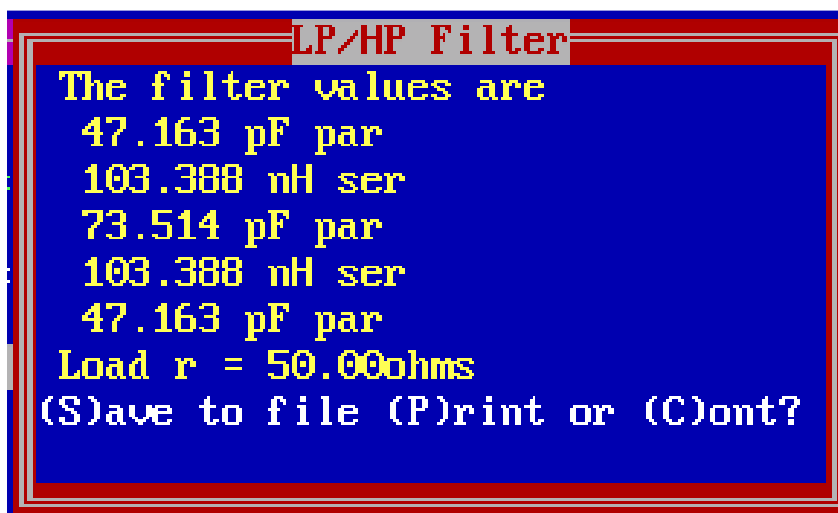 LP/HP Filter
The filter values are
47.163 pF par
103.388 nH ser
73.514 pF par
103.388 nH ser
47.163 pF par
Load r = 50.00ohms
(S)ave to file (P)rint or (C)ont?